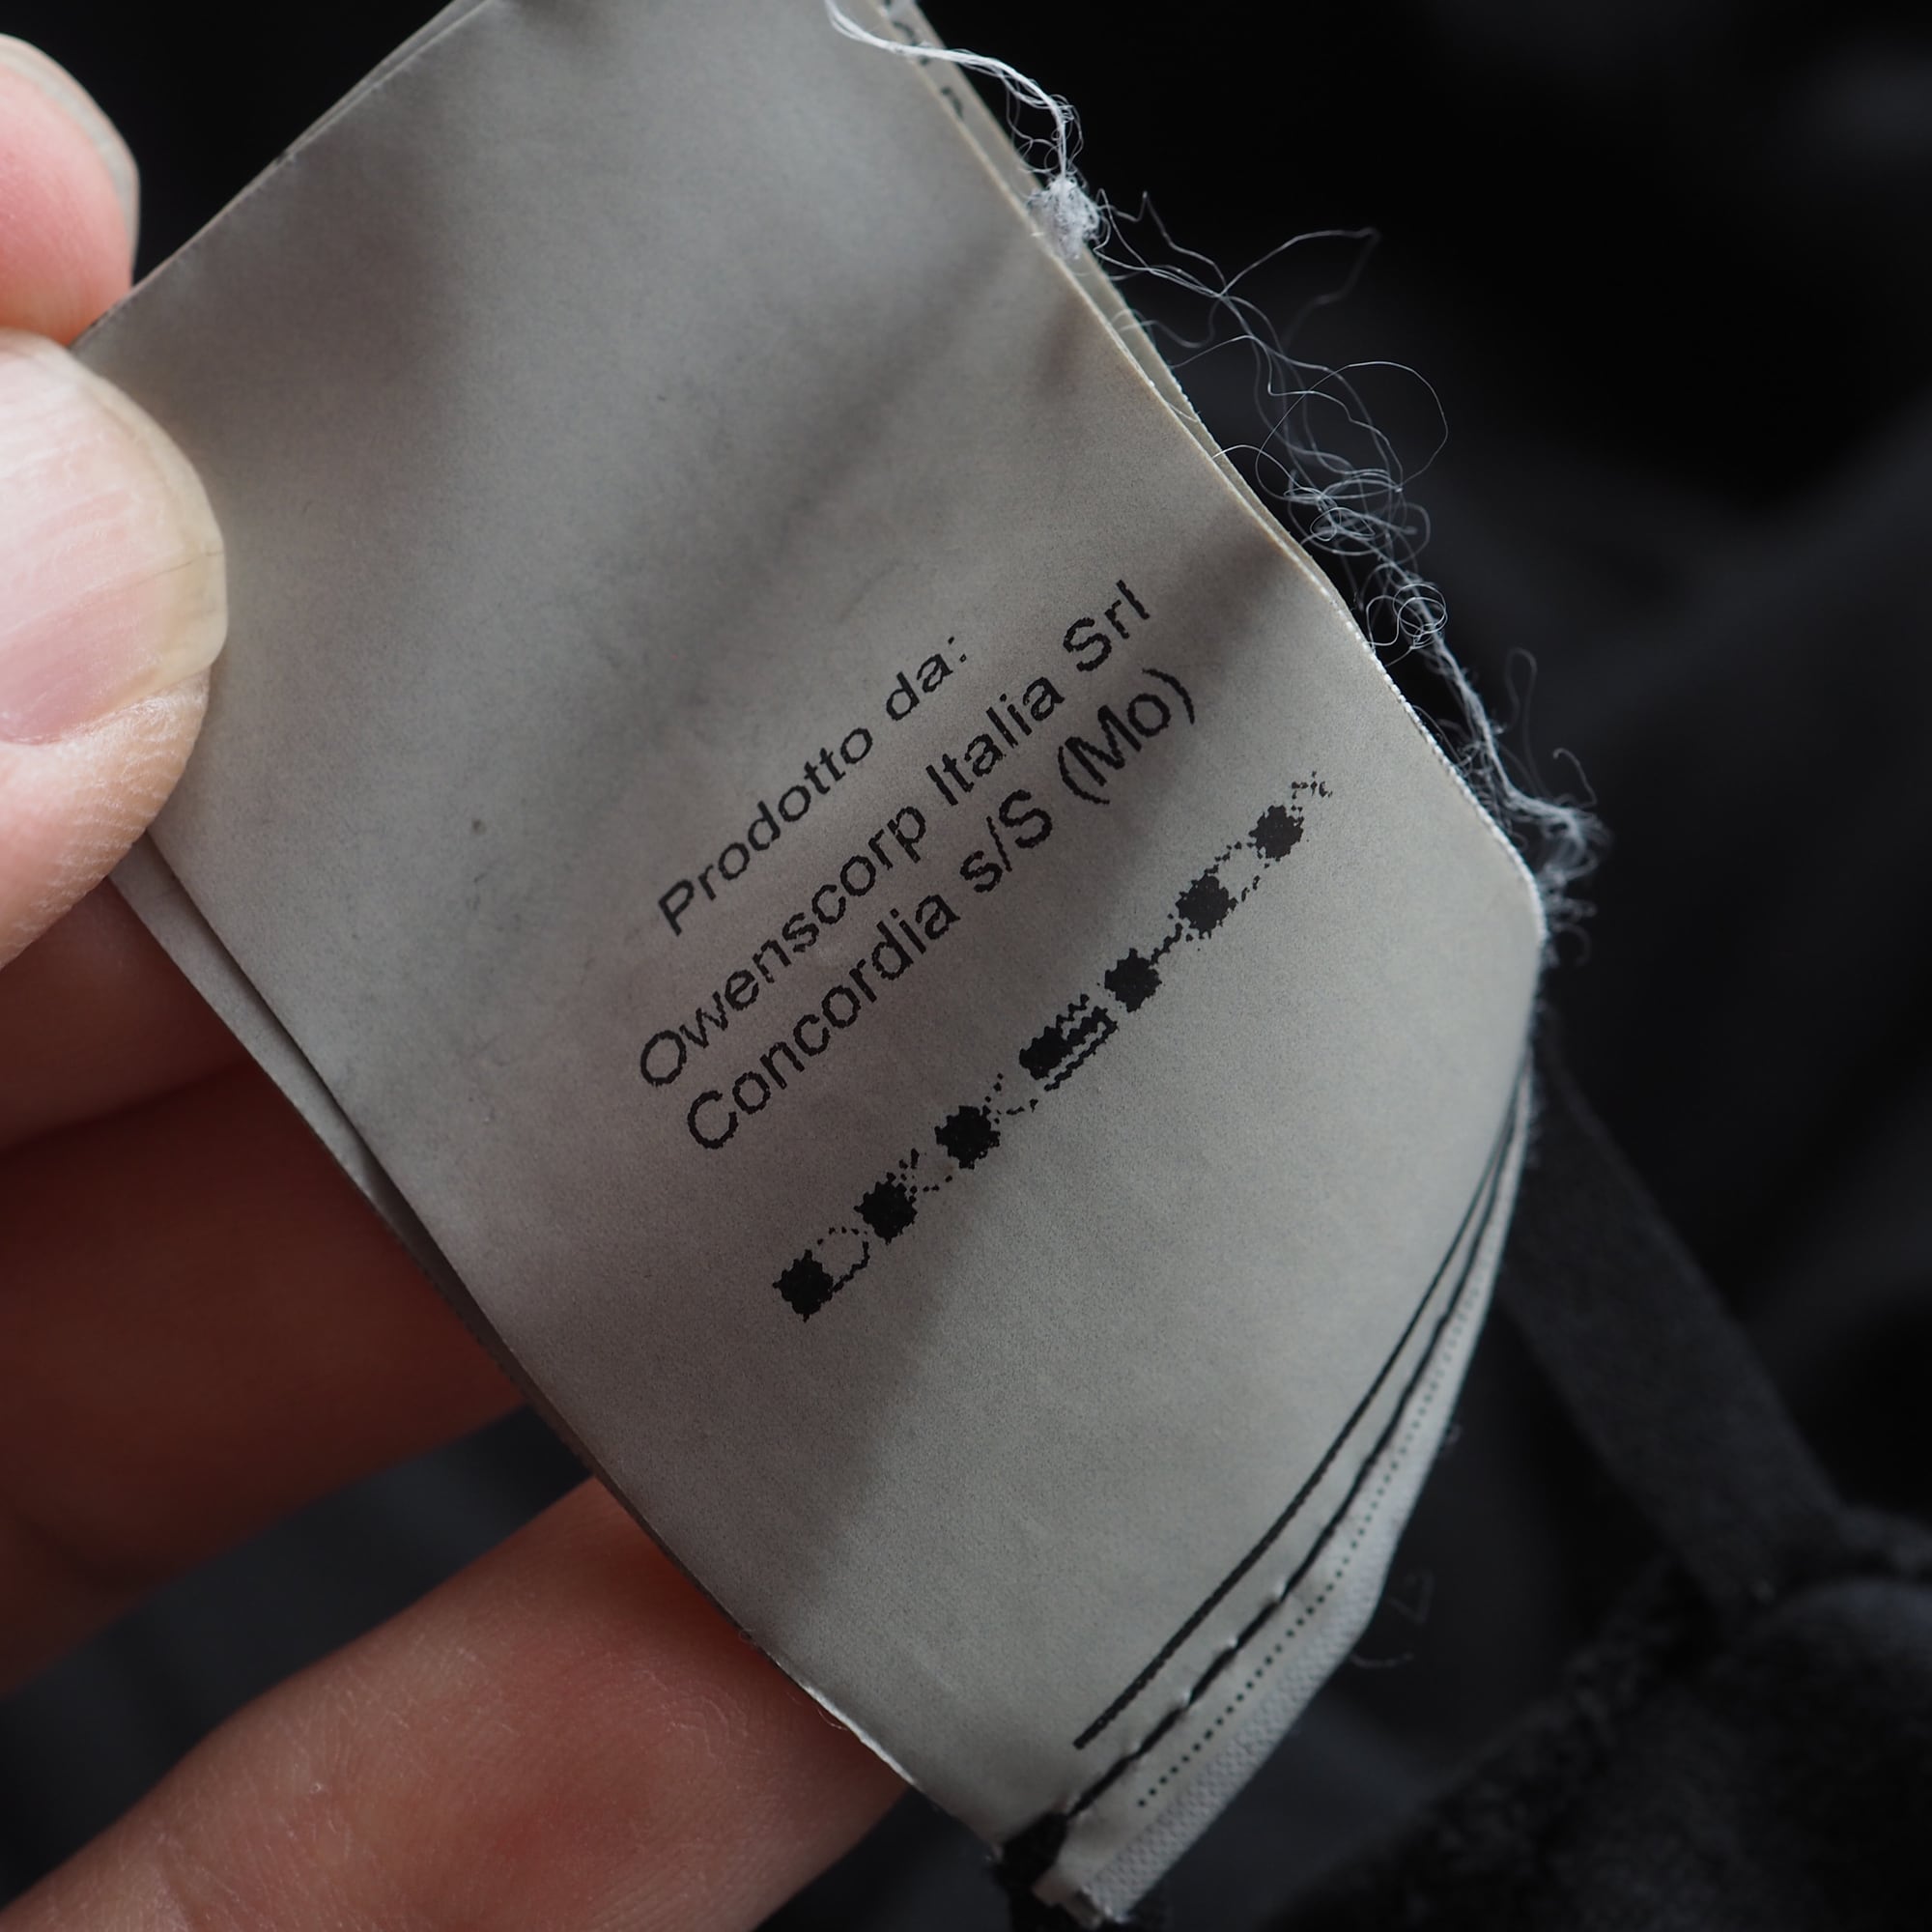 Prodotto da:
Owenscorp Italia Srl
Concordia s/S (Mo)